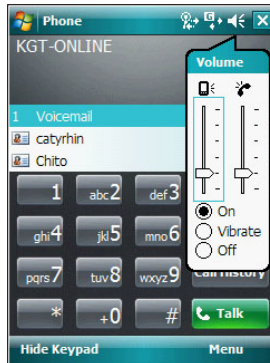 Phone
KGT-ONLINE
Volume
1 Voicemail
catyrhin
Chito
1 abc2 def3
On
ghi4 jkl5 mno6
Vibrate
Off
pqrs7 tuv8 wxyz9 Call History
* +0 # Talk
Hide Keypad Menu